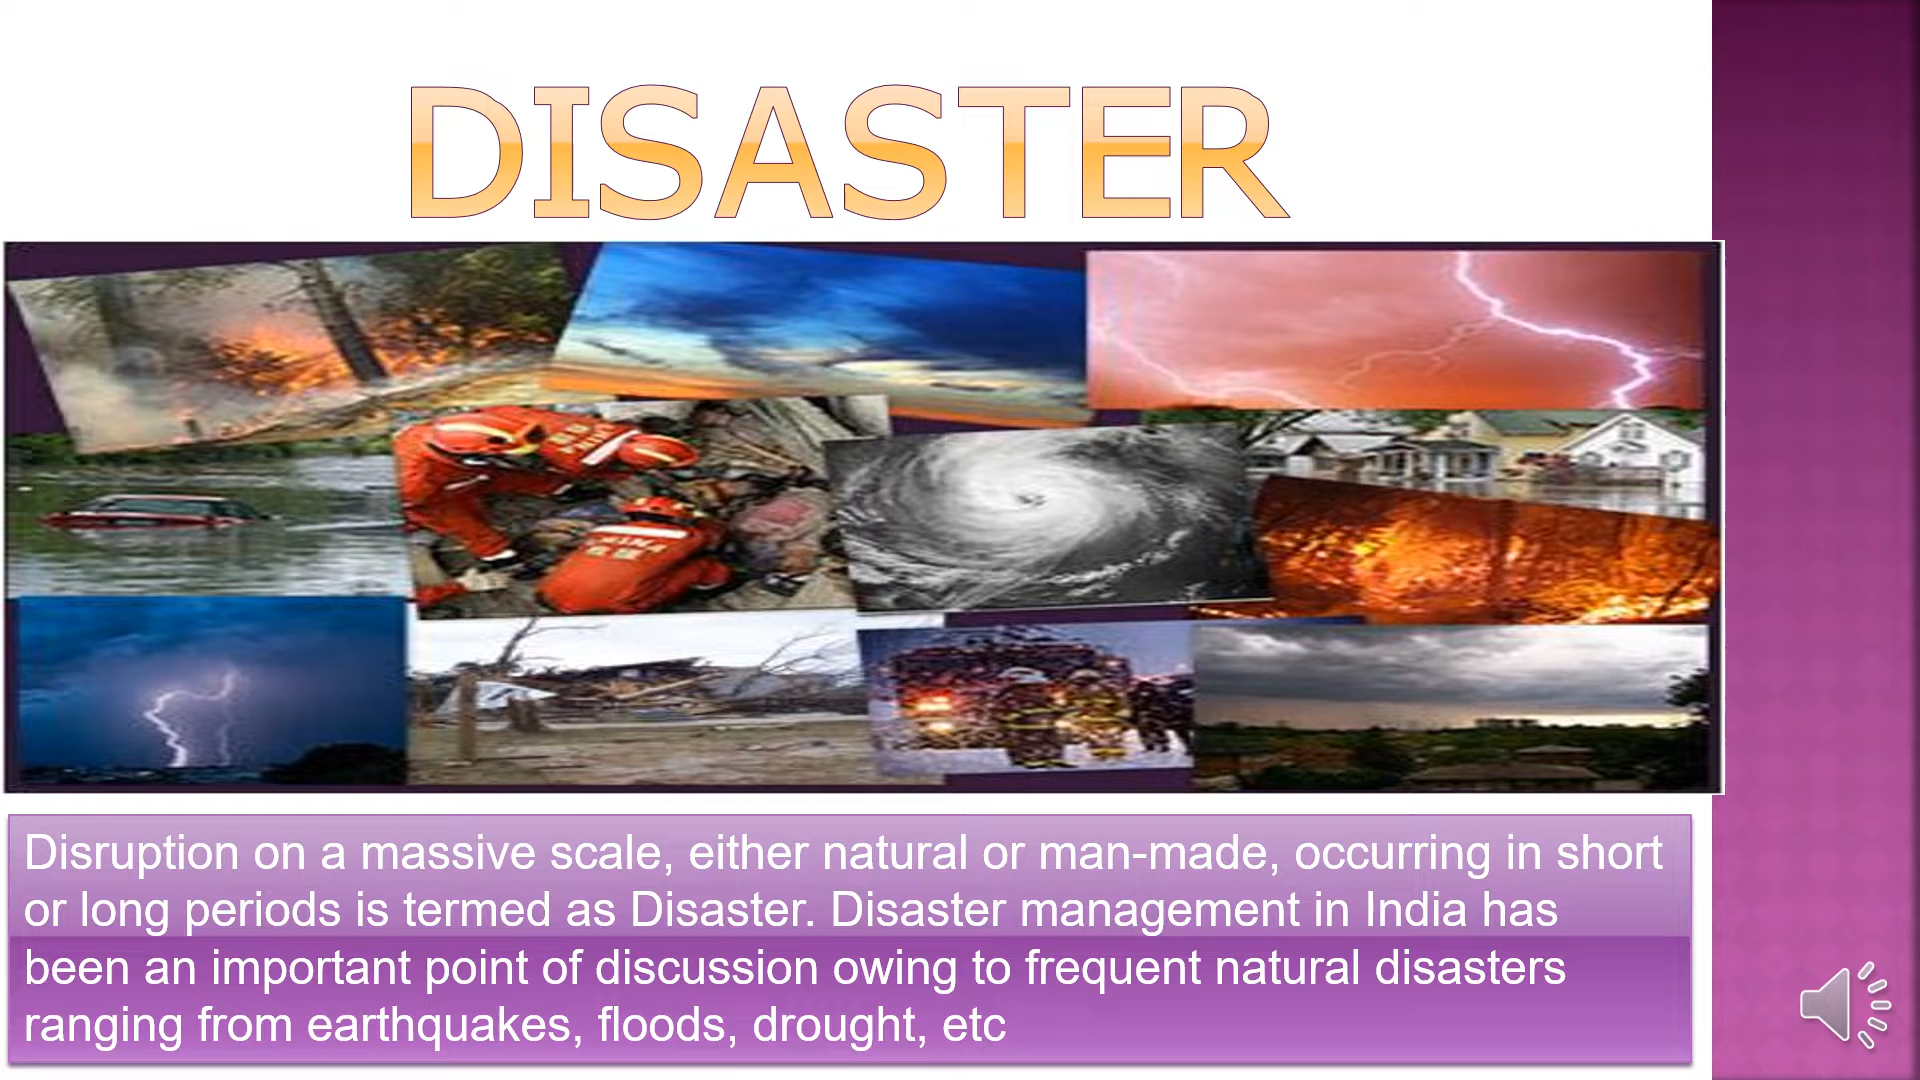 DISASTER
Disruption on a massive scale, either natural or man-made, occurring in short
or long periods is termed as Disaster. Disaster management in India has
been an important point of discussion owing to frequent natural disasters
ranging from earthquakes, floods, drought, etc